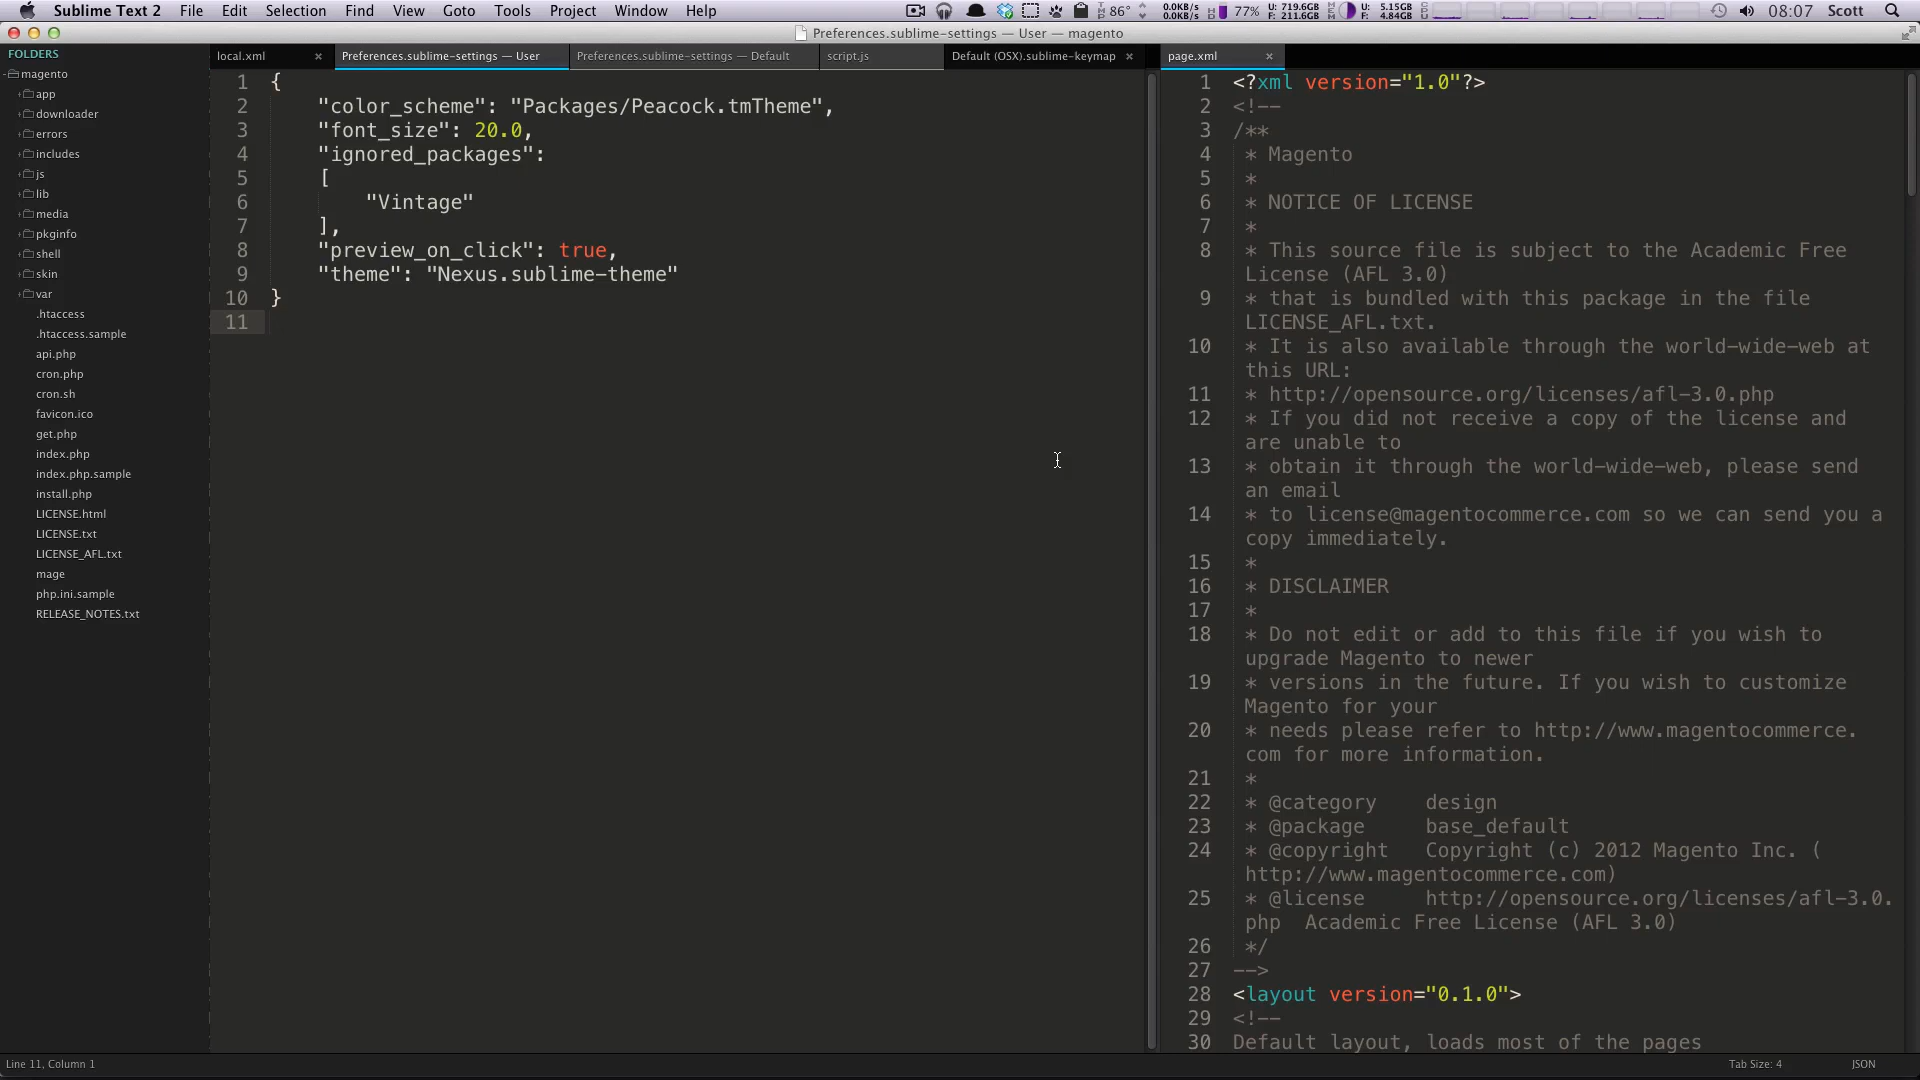 Sublime Text 2 File Edit Selection Find View Goto Tools Project Window Help 86° 0.0KB/s 0.0KB/s 77% U: 719.6GB F: 211.6GB U: 5.15GB F: 4.84GB 08:07 Scott
Preferences.sublime-settings — User — magento
FOLDERS
magento
app
downloader
errors
includes
js
lib
media
pkginfo
shell
skin
var
.htaccess
.htaccess.sample
api.php
cron.php
cron.sh
favicon.ico
get.php
index.php
index.php.sample
install.php
LICENSE.html
LICENSE.txt
LICENSE_AFL.txt
mage
php.ini.sample
RELEASE_NOTES.txt
local.xml × Preferences.sublime-settings — User Preferences.sublime-settings — Default script.js Default (OSX).sublime-keymap ×
1 {
2 "color_scheme": "Packages/Peacock.tmTheme",
3 "font_size": 20.0,
4 "ignored_packages":
5 [
6 "Vintage"
7 ],
8 "preview_on_click": true,
9 "theme": "Nexus.sublime-theme"
10 }
11
page.xml ×
1 <?xml version="1.0"?>
2 <!--
3 /**
4 * Magento
5 *
6 * NOTICE OF LICENSE
7 *
8 * This source file is subject to the Academic Free
License (AFL 3.0)
9 * that is bundled with this package in the file
LICENSE_AFL.txt.
10 * It is also available through the world-wide-web at
this URL:
11 * http://opensource.org/licenses/afl-3.0.php
12 * If you did not receive a copy of the license and
are unable to
13 * obtain it through the world-wide-web, please send
an email
14 * to license@magentocommerce.com so we can send you a
copy immediately.
15 *
16 * DISCLAIMER
17 *
18 * Do not edit or add to this file if you wish to
upgrade Magento to newer
19 * versions in the future. If you wish to customize
Magento for your
20 * needs please refer to http://www.magentocommerce.
com for more information.
21 *
22 * @category design
23 * @package base_default
24 * @copyright Copyright (c) 2012 Magento Inc. (
http://www.magentocommerce.com)
25 * @license http://opensource.org/licenses/afl-3.0.
php Academic Free License (AFL 3.0)
26 */
27 -->
28 <layout version="0.1.0">
29 <!--
30 Default layout, loads most of the pages
Line 11, Column 1 Tab Size: 4 JSON